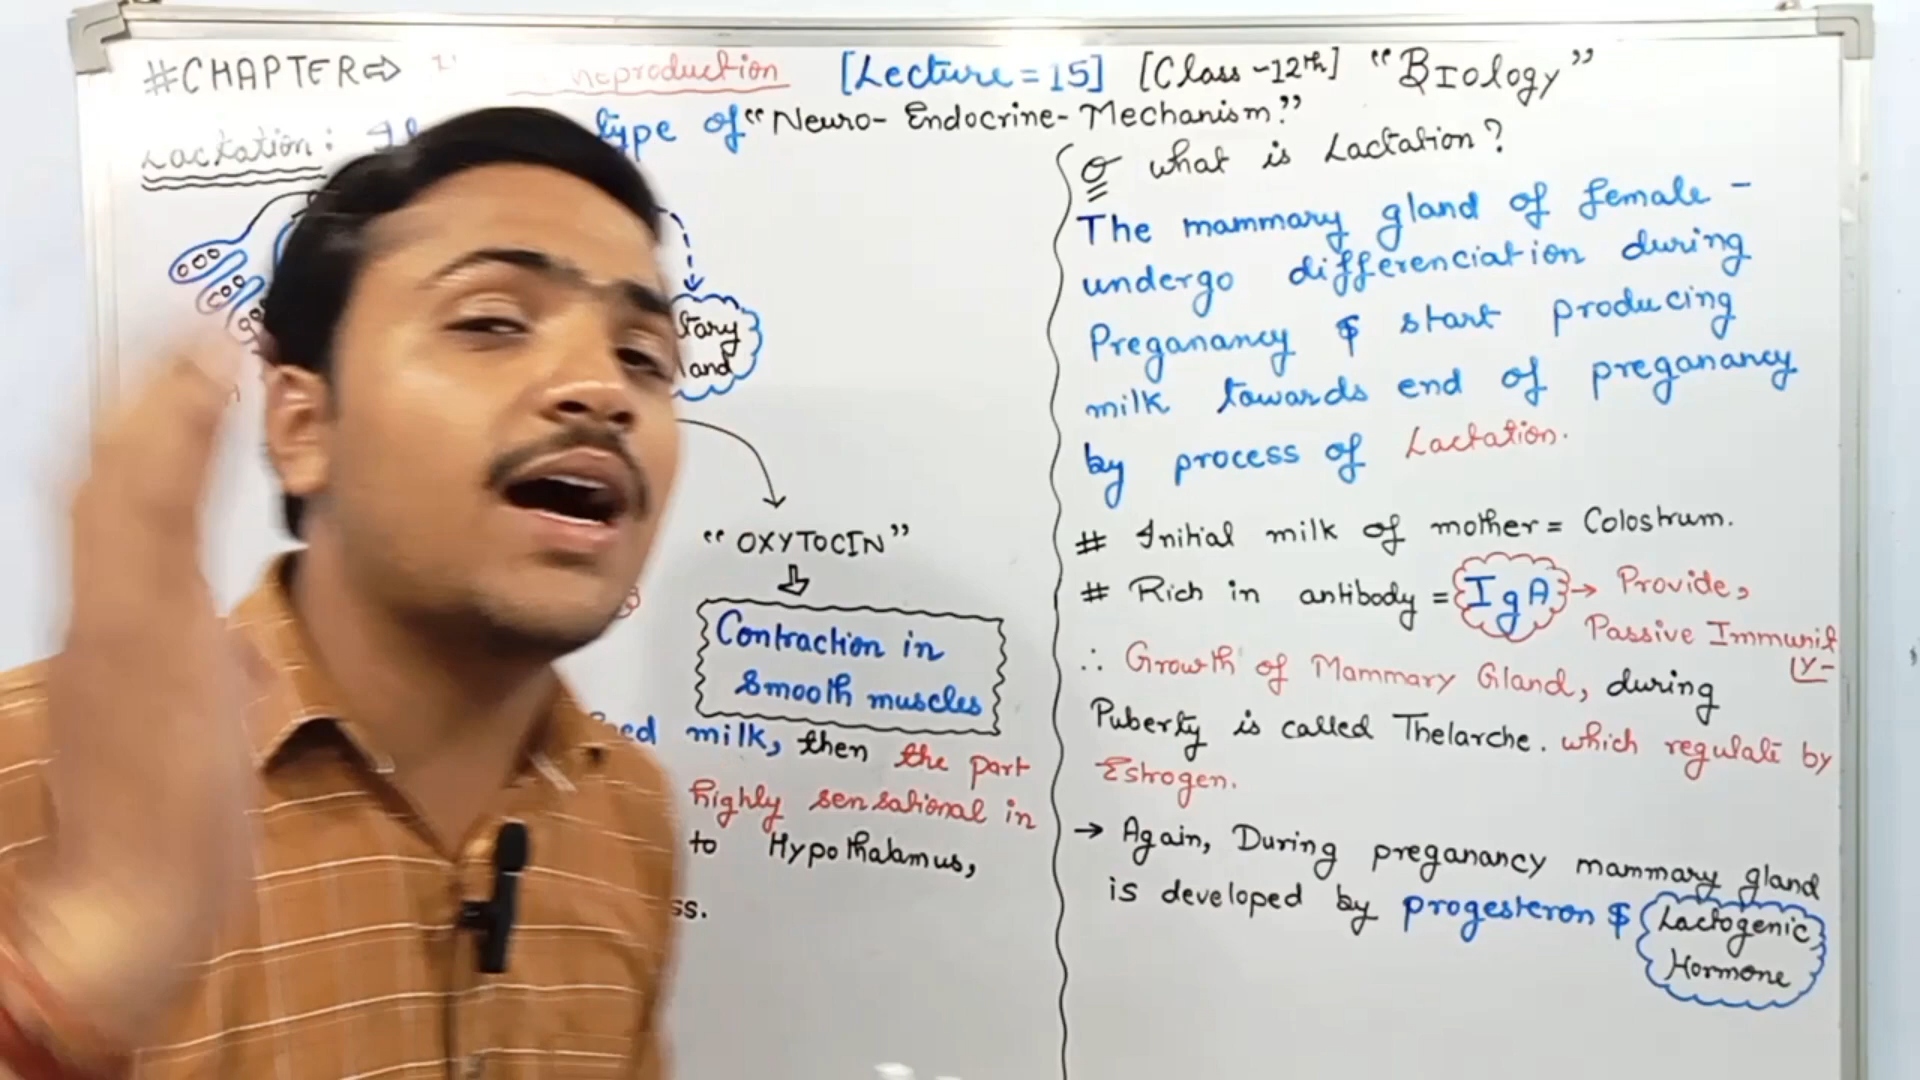 #CHAPTER⇒ Reproduction [Lecture=15] [Class-12th] “BIology”
Lactation: type of “Neuro-Endocrine-Mechanism.”
tary
land
“OXYTOCIN”
Contraction in
Smooth muscles
milk, then the part
highly sensational in
to Hypothalamus,
Q what is Lactation?
The mammary gland of female -
undergo differenciation during
Preganancy $ start producing
milk towards end of preganancy
by process of Lactation.
# Initial milk of mother = Colostrum.
# Rich in antibody = IgA → Provide,
Passive Immunit
y-
∴ Growth of Mammary Gland, during
Puberty is called Thelarche. which regulate by
Estrogen.
→ Again, During preganancy mammary gland
is developed by progesteron $ Lactogenic
Hormone